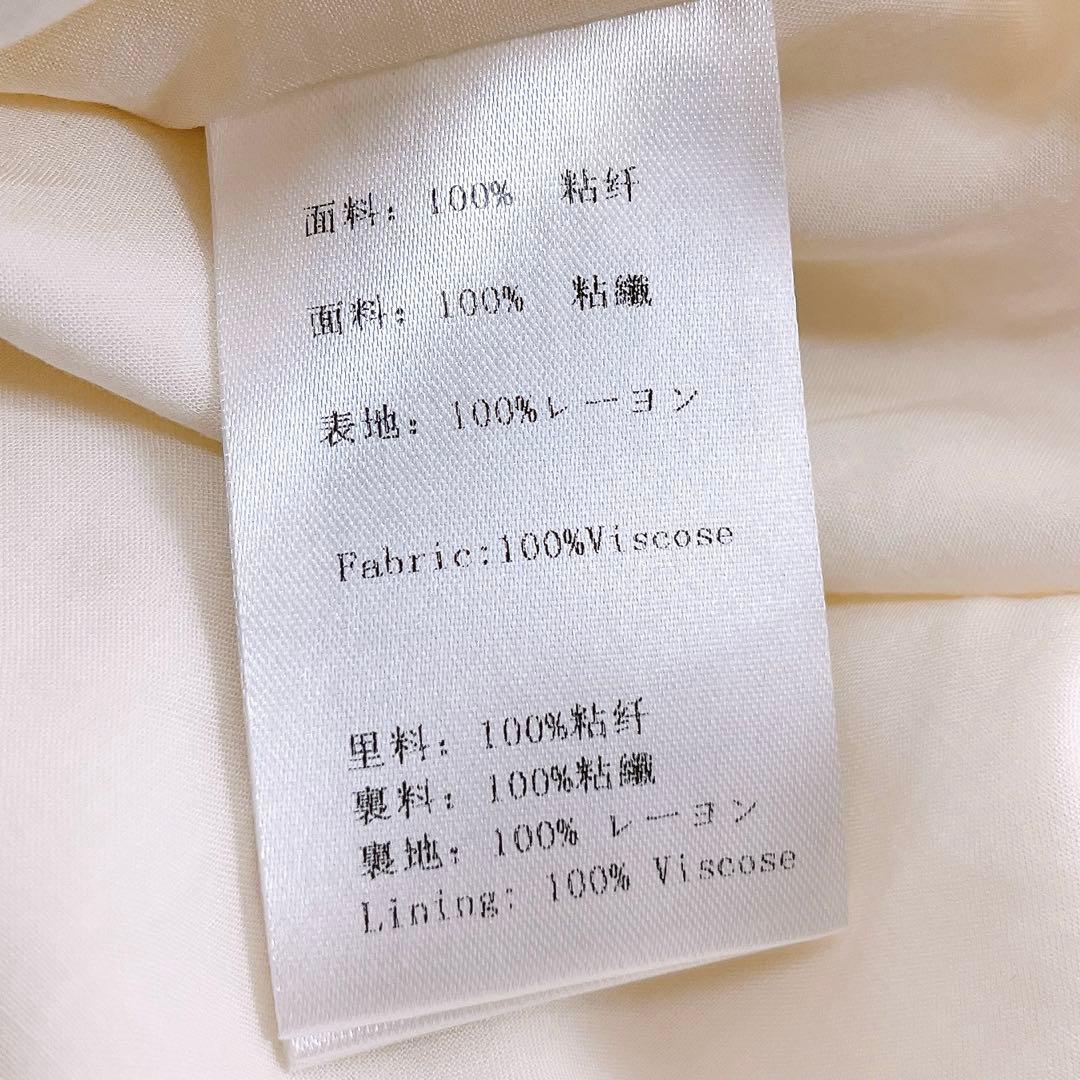 面料: 100% 粘纤
面料: 100% 粘纖
表地: 100%レーヨン
Fabric:100%Viscose
里料: 100%粘纤
裏料: 100%粘纖
裏地: 100% レーヨン
Lining: 100% Viscose